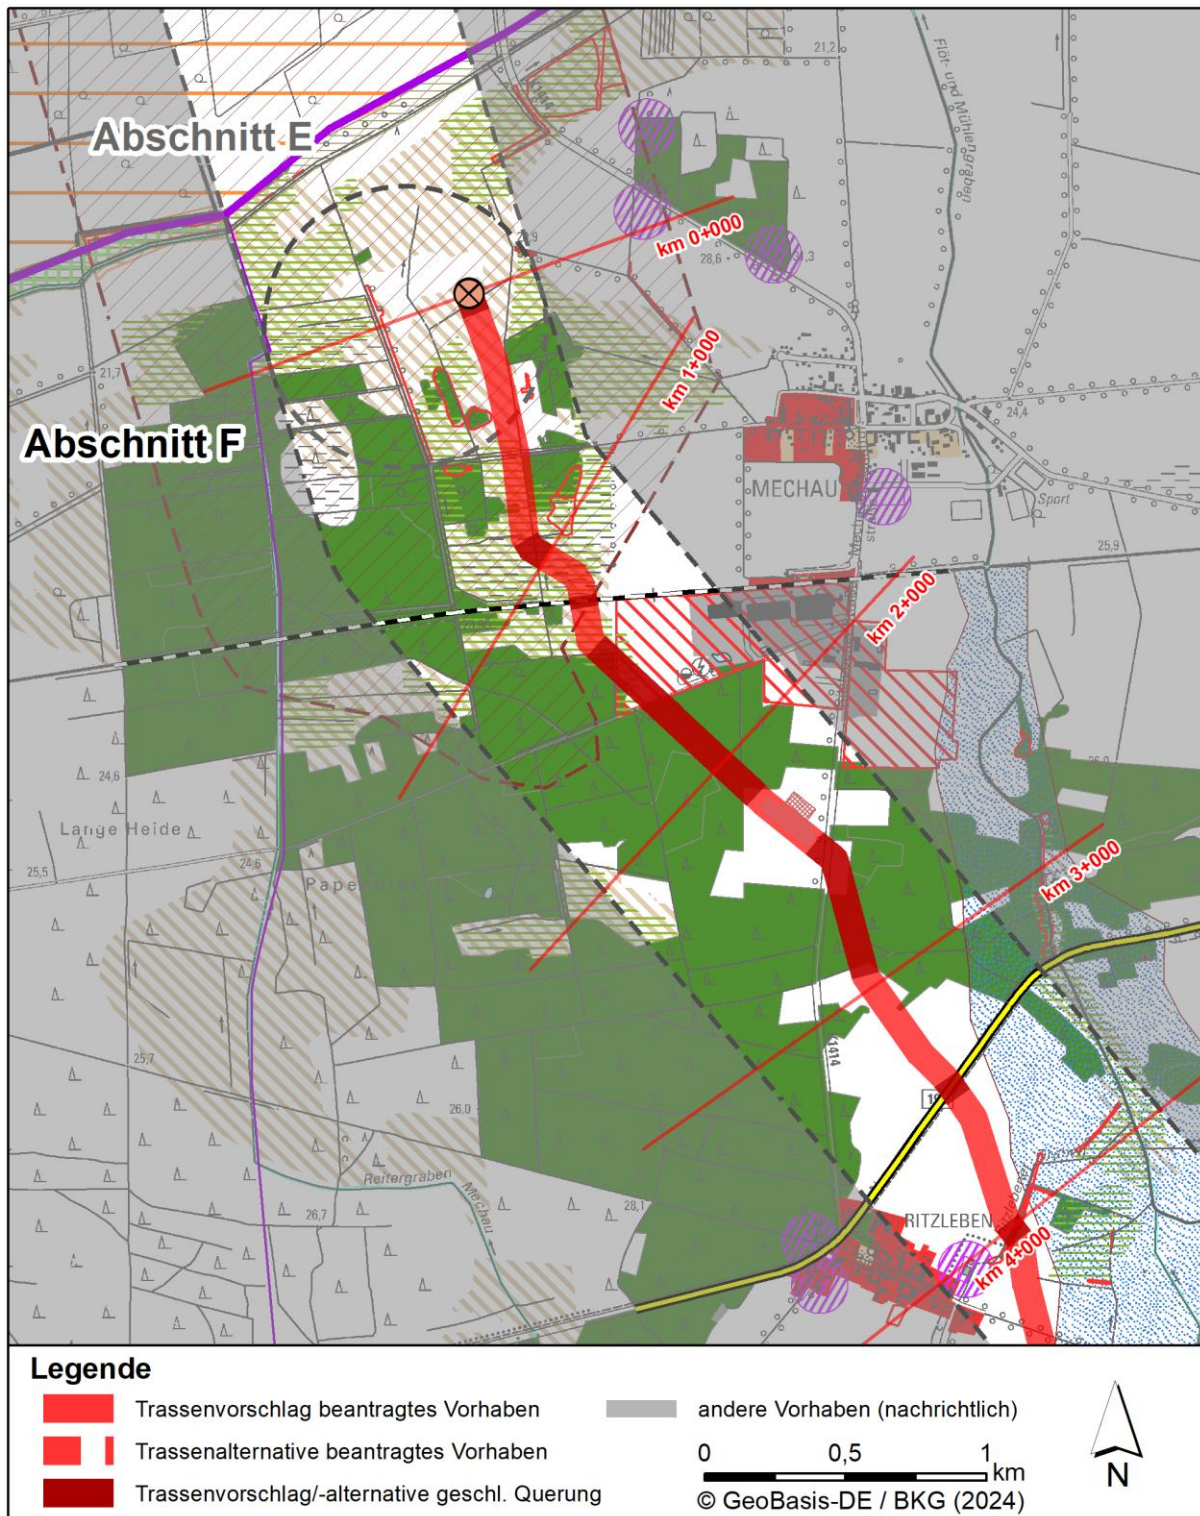 21,2
K1414
Flöt- und Mühlengraben
Abschnitt E
km 0+000
28,6
21,7
km 1+000
24,4
Abschnitt F
MECHAU
Sport
25,9
km 2+000
24,6
Lange Heide
25,5
24,6
km 3+000
K1414
25,7
26,0
Reitergraben
Mechau
26,7
28,1
RITZLEBEN
km 4+000
Legende
Trassenvorschlag beantragtes Vorhaben
andere Vorhaben (nachrichtlich)
Trassenalternative beantragtes Vorhaben
0 0,5 1
km
Trassenvorschlag/-alternative geschl. Querung
© GeoBasis-DE / BKG (2024)
N